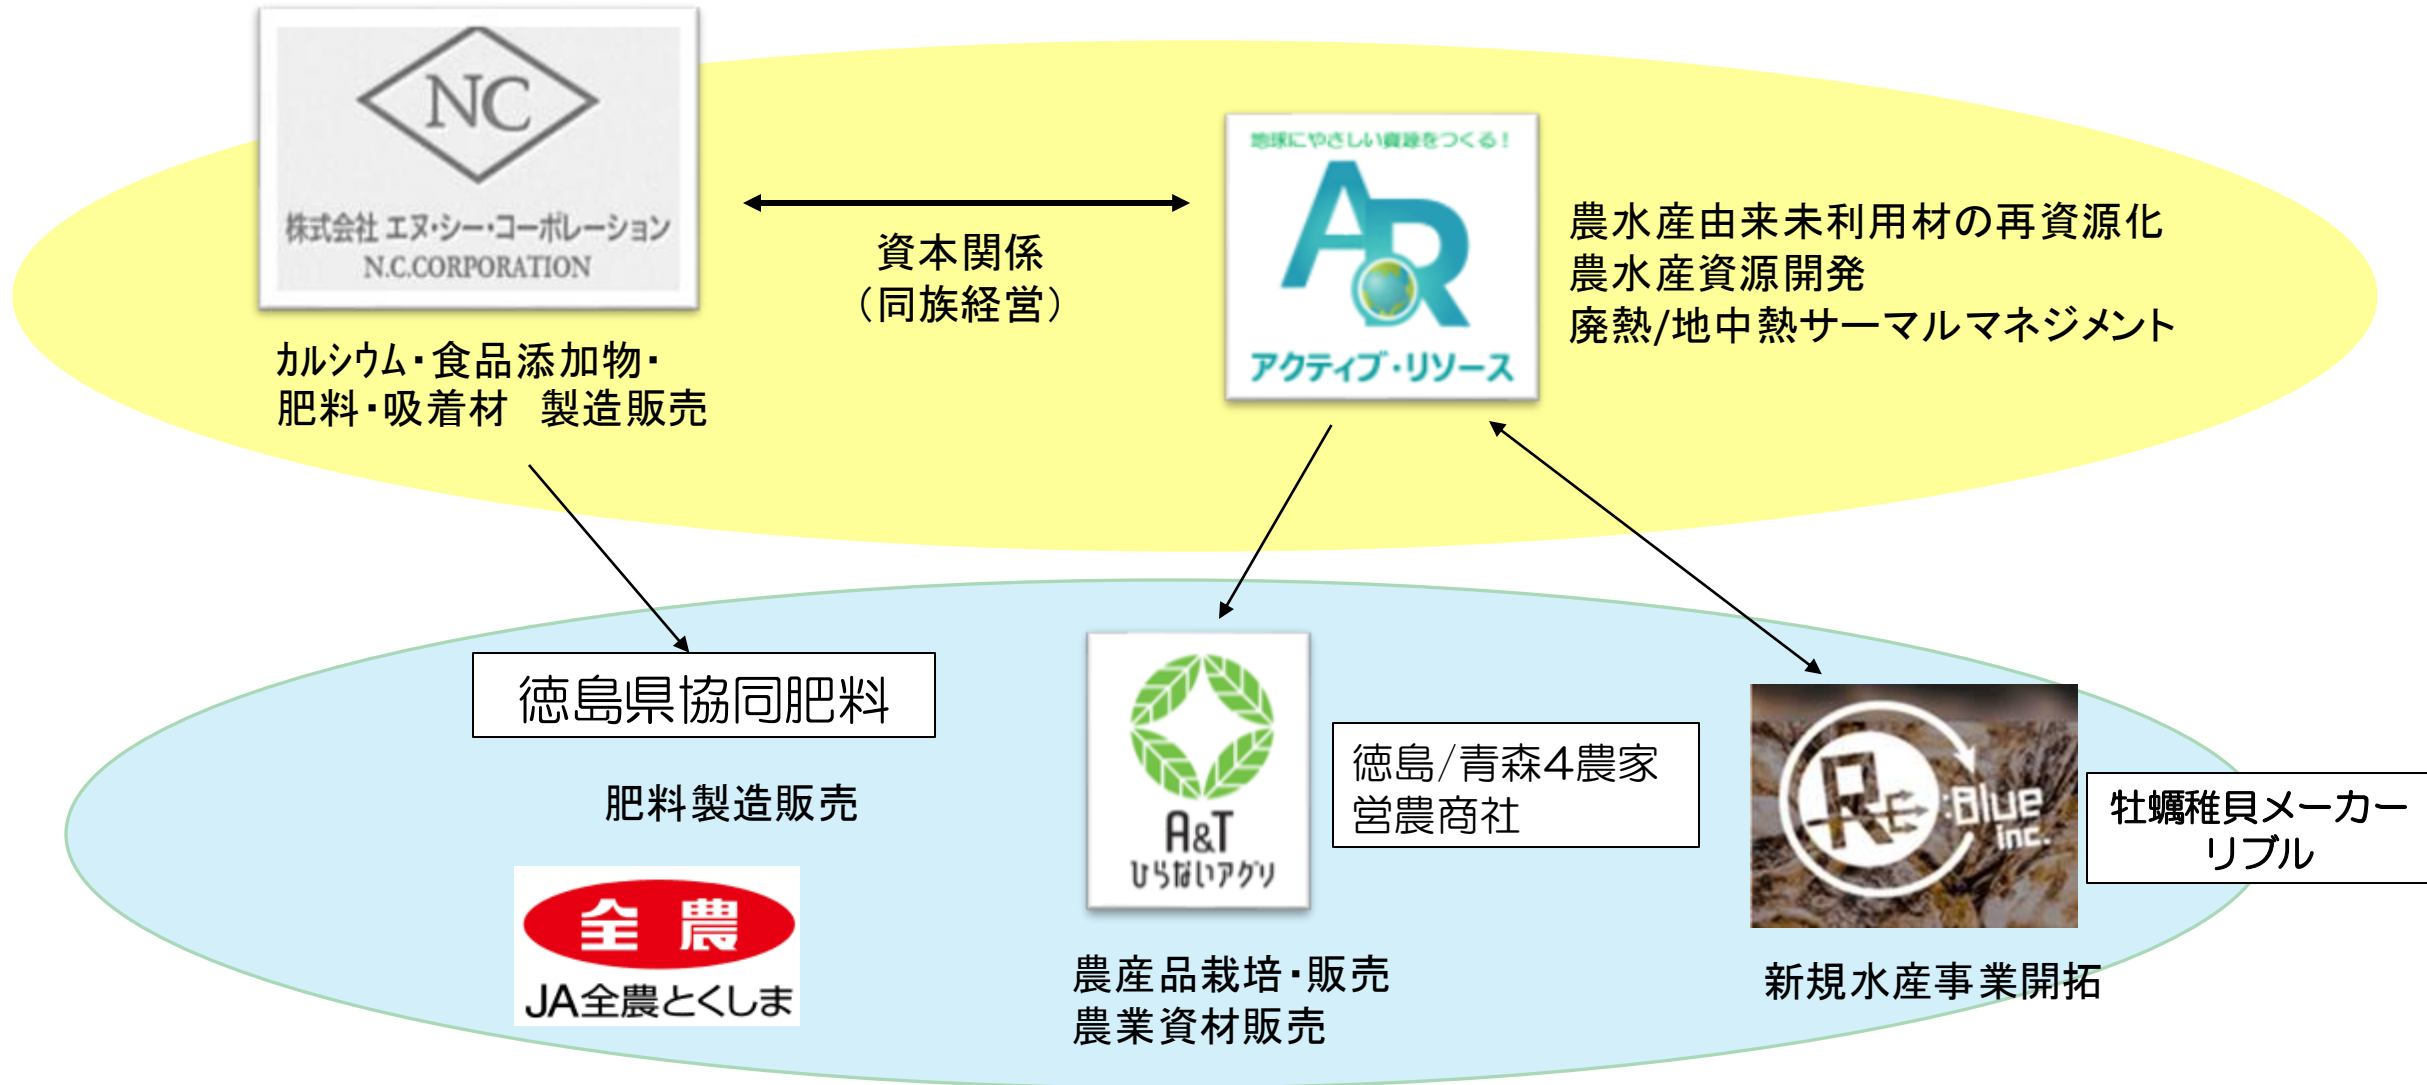 NC
株式会社 エヌ・シー・コーポレーション
N.C.CORPORATION
カルシウム・食品添加物・
肥料・吸着材　製造販売
資本関係
（同族経営）
地球にやさしい資源をつくる！
AR
アクティブ・リソース
農水産由来未利用材の再資源化
農水産資源開発
廃熱/地中熱サーマルマネジメント
徳島県協同肥料
肥料製造販売
全農
JA全農とくしま
A&T
ひらないアグリ
徳島/青森4農家
営農商社
農産品栽培・販売
農業資材販売
Re:Blue
inc.
牡蠣稚貝メーカー
リブル
新規水産事業開拓